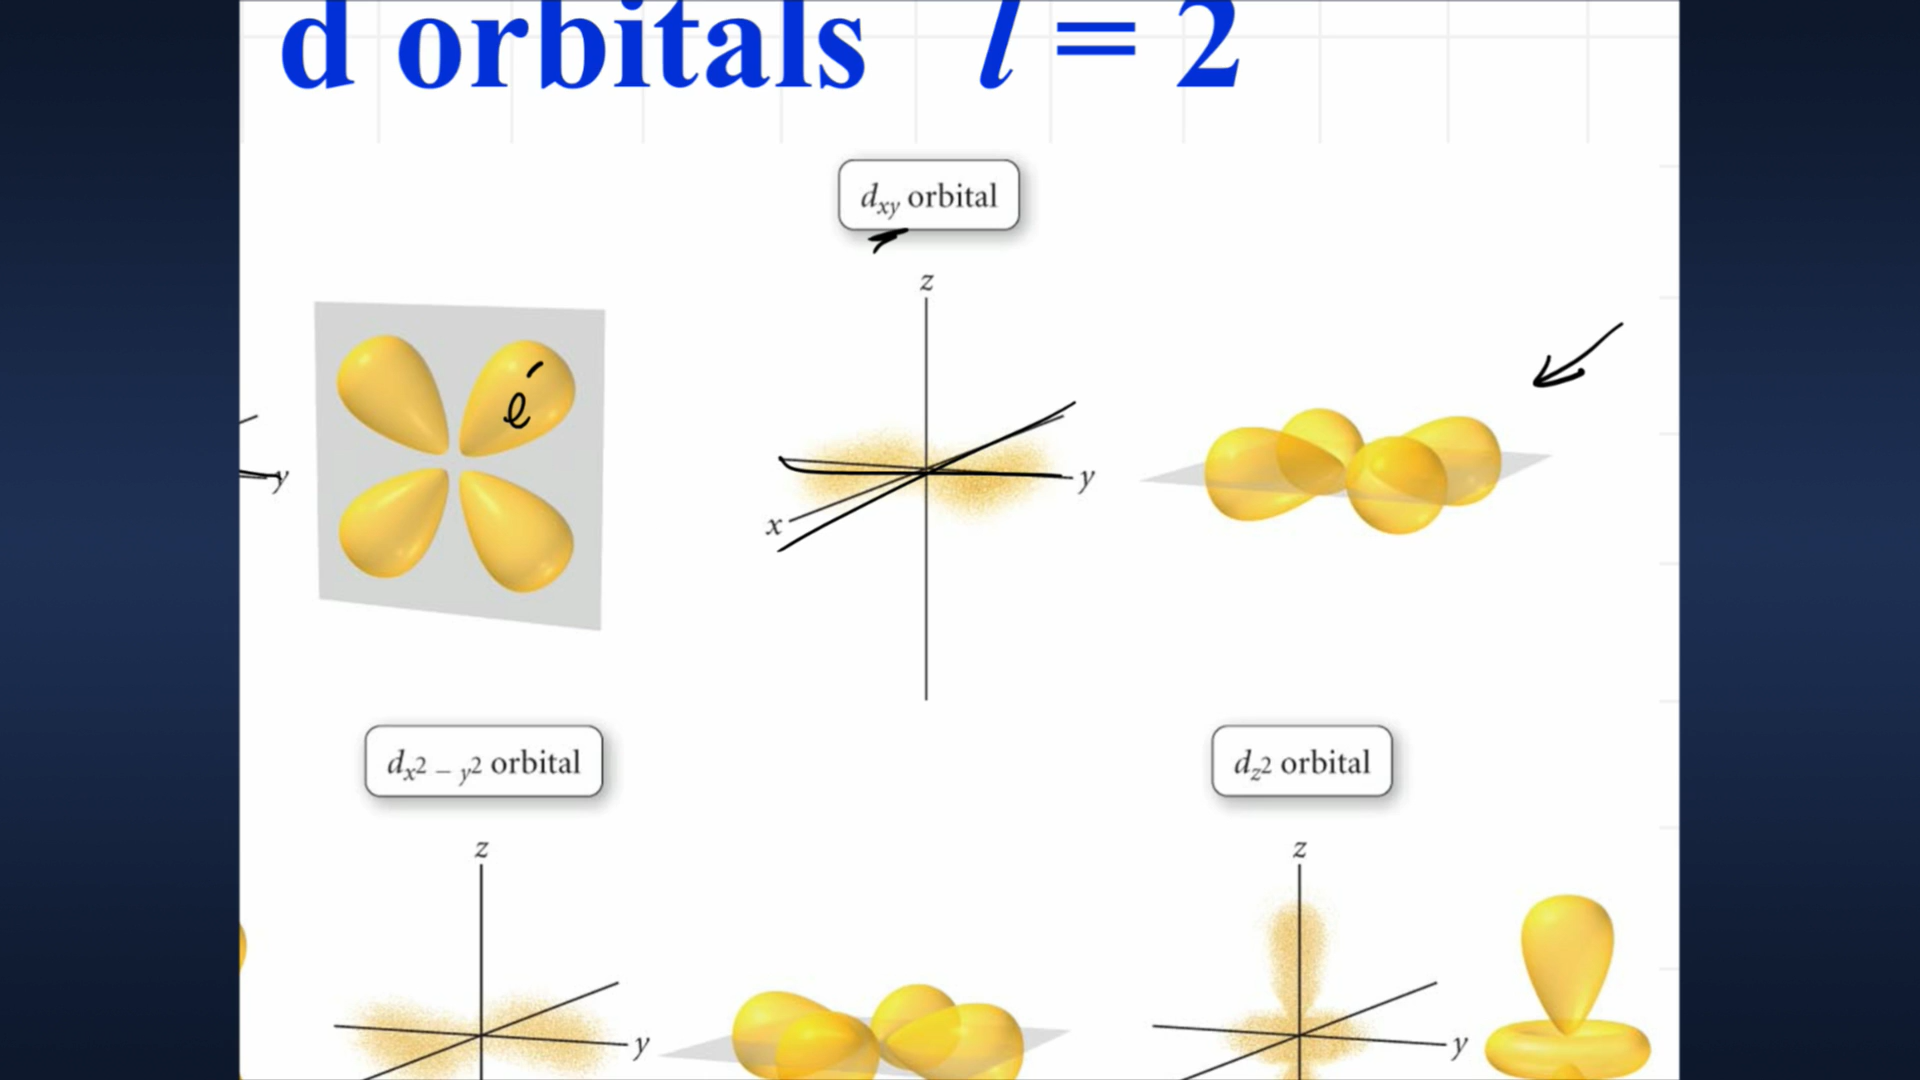 d orbitals l = 2
dxy orbital
z
e-
y
x
y
dx2 – y2 orbital
dz2 orbital
z
z
y
y